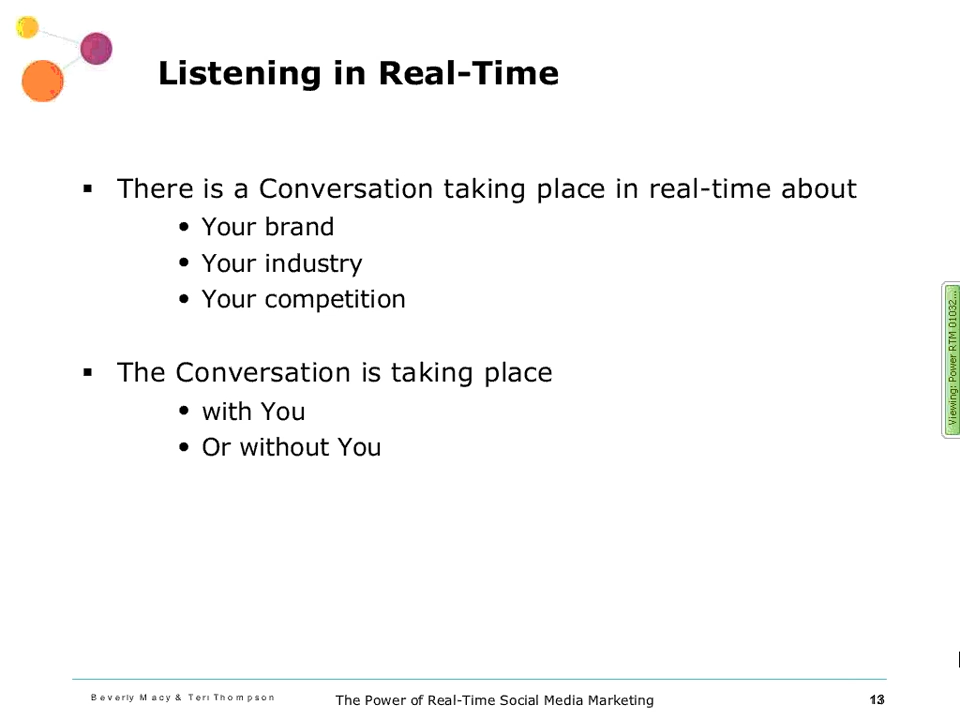 Listening in Real-Time
There is a Conversation taking place in real-time about
Your brand
Your industry
Your competition
The Conversation is taking place
with You
Or without You
Viewing: Power RTM 01032...
Beverly Macy & Teri Thompson
The Power of Real-Time Social Media Marketing
13